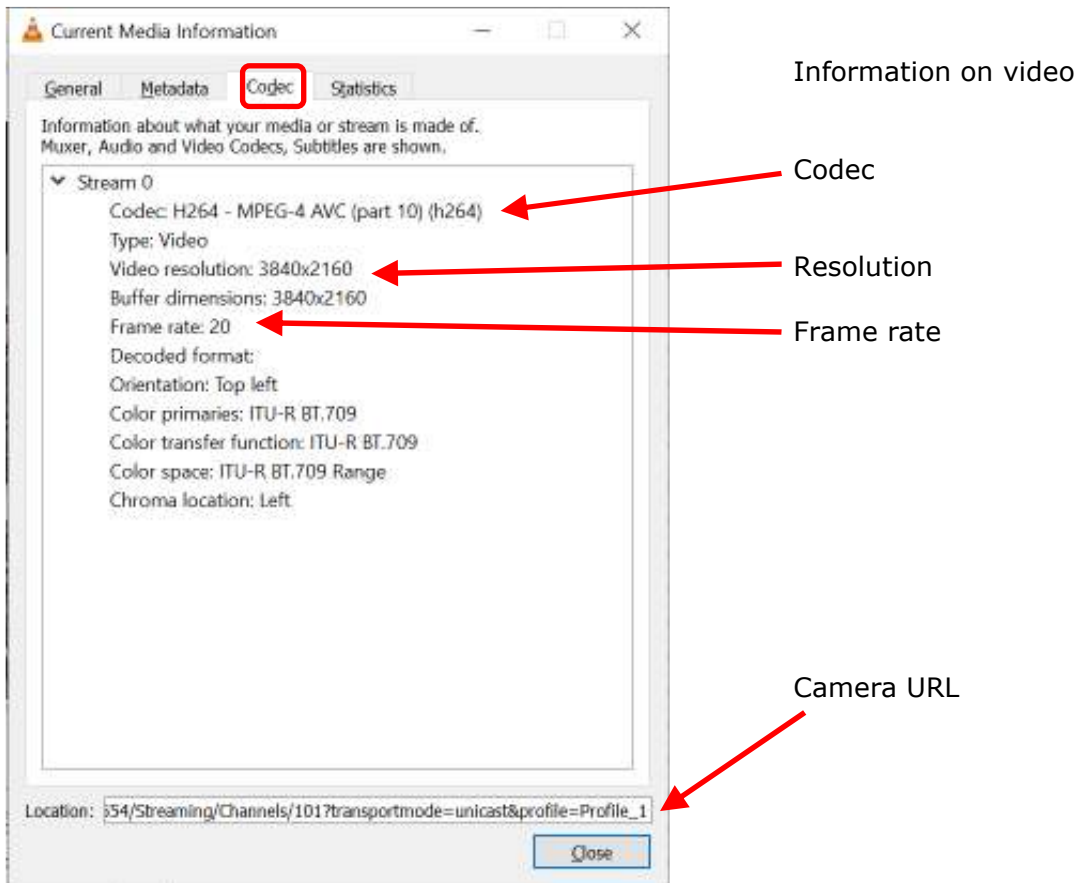 Current Media Information
General Metadata Codec Statistics
Information about what your media or stream is made of.
Muxer, Audio and Video Codecs, Subtitles are shown.
Stream 0
Codec: H264 - MPEG-4 AVC (part 10) (h264)
Type: Video
Video resolution: 3840x2160
Buffer dimensions: 3840x2160
Frame rate: 20
Decoded format:
Orientation: Top left
Color primaries: ITU-R BT.709
Color transfer function: ITU-R BT.709
Color space: ITU-R BT.709 Range
Chroma location: Left
Location: 554/Streaming/Channels/101?transportmode=unicast&profile=Profile_1
Close
Information on video
Codec
Resolution
Frame rate
Camera URL